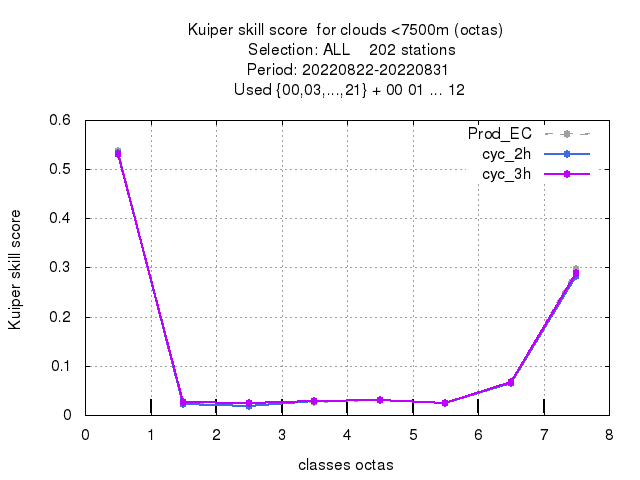 Kuiper skill score  for clouds <7500m (octas)
Selection: ALL    202 stations
Period: 20220822-20220831
Used {00,03,...,21} + 00 01 ... 12
Prod_EC
cyc_2h
cyc_3h
0.6
0.5
0.4
0.3
0.2
0.1
0
Kuiper skill score
0 1 2 3 4 5 6 7 8
classes octas